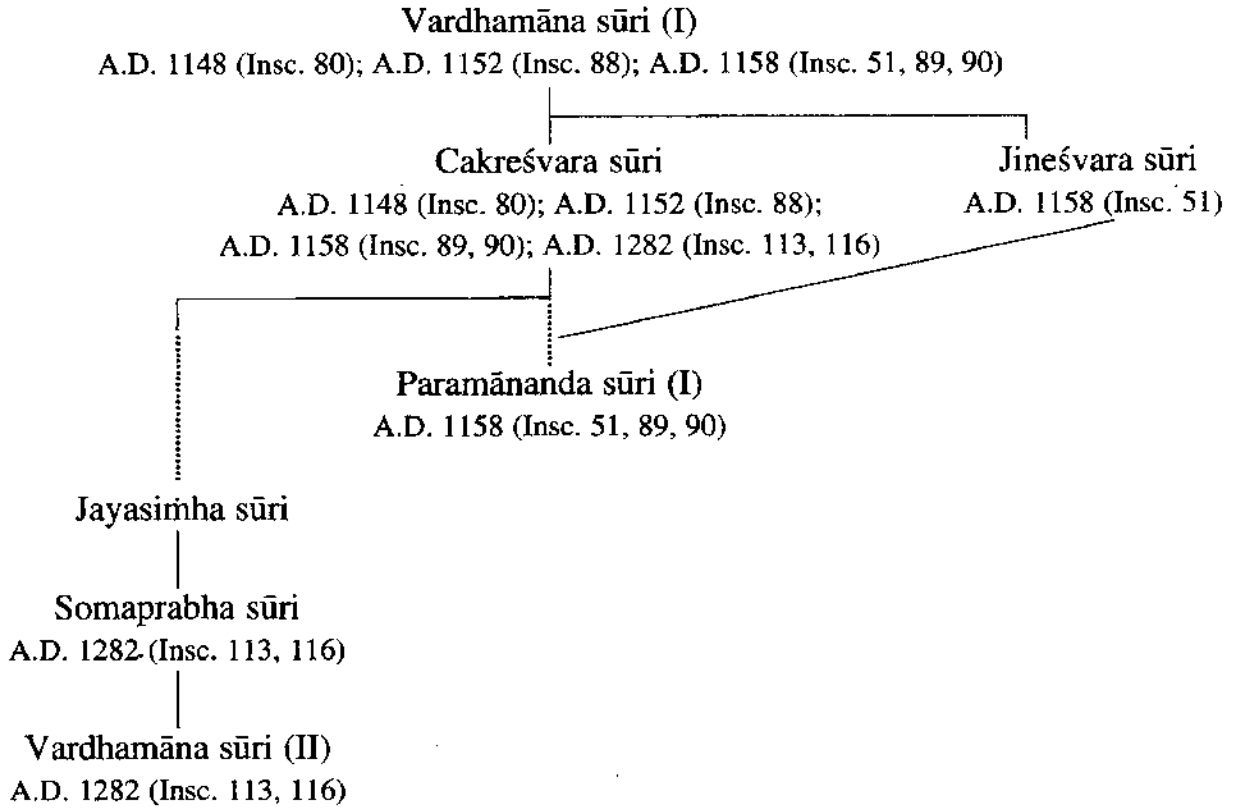 Vardhamāna sūri (I)
A.D. 1148 (Insc. 80); A.D. 1152 (Insc. 88); A.D. 1158 (Insc. 51, 89, 90)
Cakreśvara sūri
A.D. 1148 (Insc. 80); A.D. 1152 (Insc. 88);
A.D. 1158 (Insc. 89, 90); A.D. 1282 (Insc. 113, 116)
Jineśvara sūri
A.D. 1158 (Insc. 51)
Paramānanda sūri (I)
A.D. 1158 (Insc. 51, 89, 90)
Jayasiṁha sūri
Somaprabha sūri
A.D. 1282 (Insc. 113, 116)
Vardhamāna sūri (II)
A.D. 1282 (Insc. 113, 116)